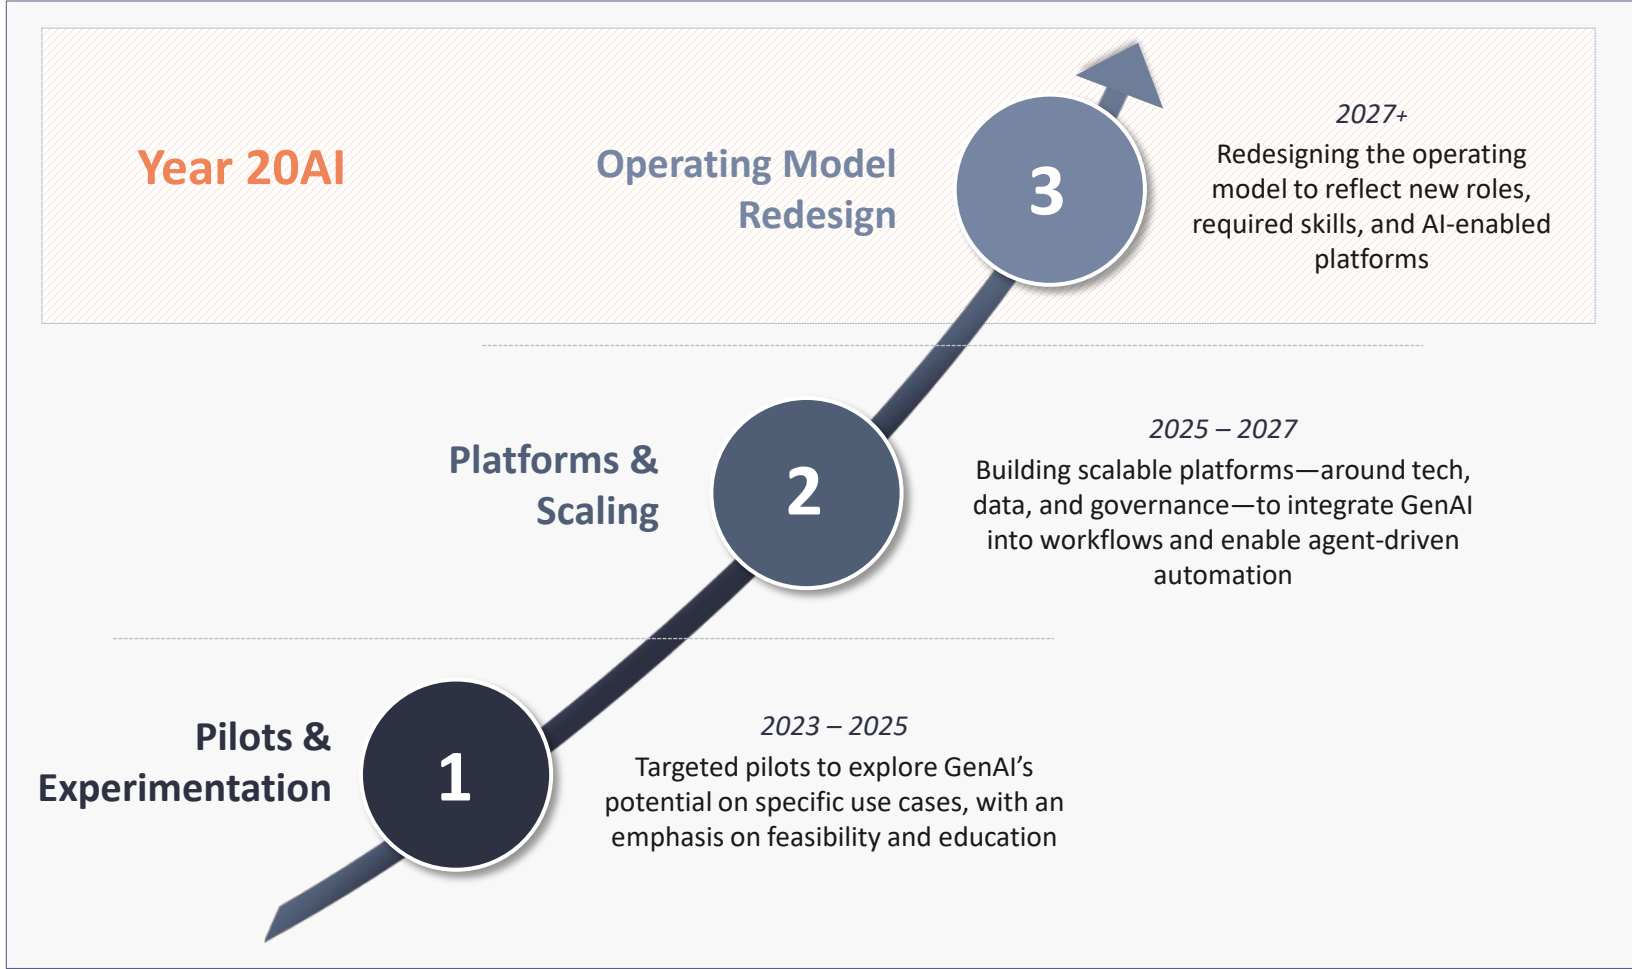 Year 20AI
Operating Model
Redesign
3
2027+
Redesigning the operating
model to reflect new roles,
required skills, and AI-enabled
platforms
Platforms &
Scaling
2
2025 – 2027
Building scalable platforms—around tech,
data, and governance—to integrate GenAI
into workflows and enable agent-driven
automation
Pilots &
Experimentation
1
2023 – 2025
Targeted pilots to explore GenAI’s
potential on specific use cases, with an
emphasis on feasibility and education